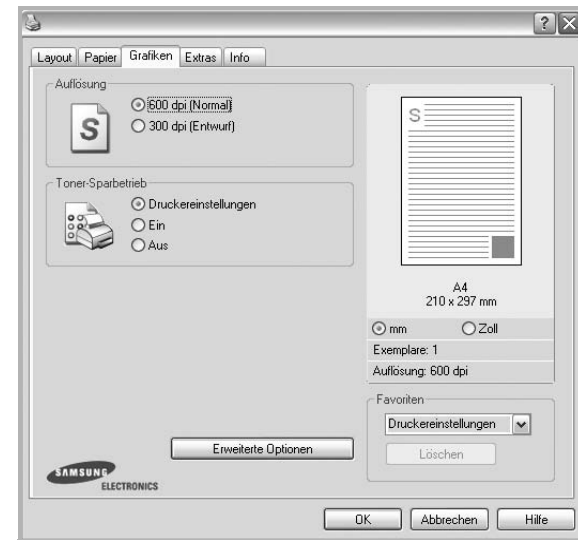 Layout Papier Grafiken Extras Info
Auflösung
S
600 dpi (Normal)
300 dpi (Entwurf)
Toner-Sparbetrieb
Druckereinstellungen
Ein
Aus
Erweiterte Optionen
SAMSUNG
ELECTRONICS
S
A4
210 x 297 mm
mm Zoll
Exemplare: 1
Auflösung: 600 dpi
Favoriten
Druckereinstellungen
Löschen
OK Abbrechen Hilfe